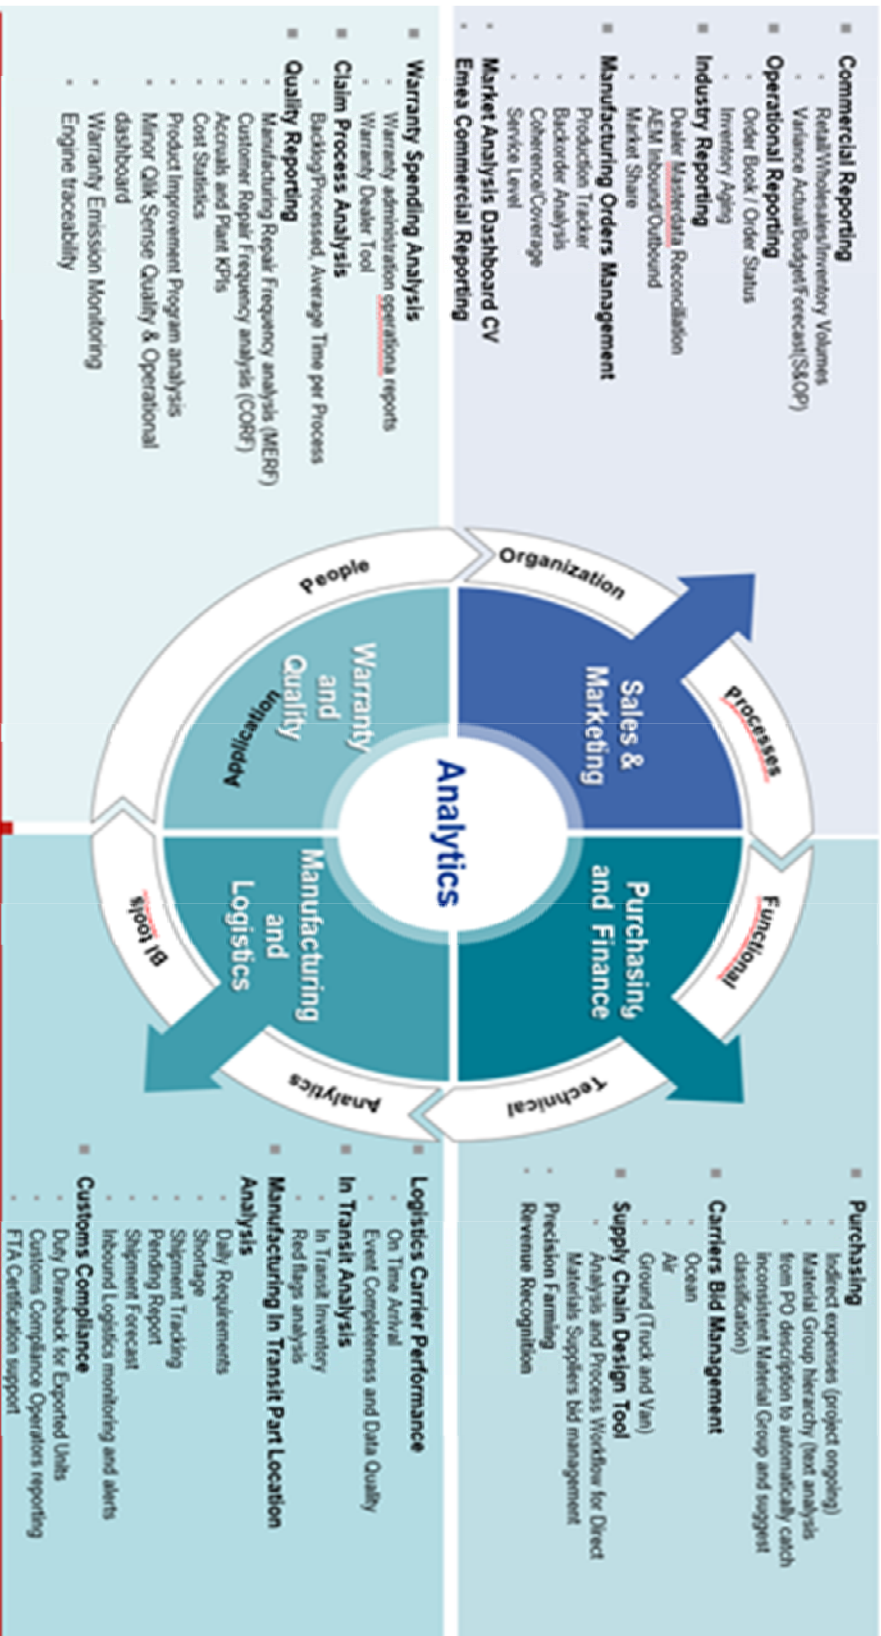 Commercial Reporting
Retail/Wholesales/Inventory Volumes
Variance Actual/Budget/Forecast(S&OP)
Operational Reporting
Order Book / Order Status
Inventory Aging
Industry Reporting
Dealer Masterdata Reconciliation
AEM Inbound/Outbound
Market Share
Manufacturing Orders Management
Production Tracker
Backorder Analysis
Coherence/Coverage
Service Level
Market Analysis Dashboard CV
Emea Commercial Reporting
Purchasing
Indirect expenses (project ongoing)
Material Group hierarchy (text analysis
from PO description to automatically catch
inconsistent Material Group and suggest
classification)
Carriers Bid Management
Ocean
Air
Ground (Truck and Van)
Supply Chain Design Tool
Analysis and Process Workflow for Direct
Materials Suppliers bid management
Precision Farming
Revenue Recognition
Organization
Processes
Functional
Technical
Analytics
BI tools
Application
People
Sales &
Marketing
Purchasing
and Finance
Analytics
Warranty
and
Quality
Manufacturing
and
Logistics
Warranty Spending Analysis
Warranty administration operationa reports
Warranty Dealer Tool
Claim Process Analysis
Backlog/Processed, Average Time per Process
Quality Reporting
Manufacturing Repair Frequency analysis (MERF)
Customer Repair Frequency analysis (CORF)
Accruals and Plant KPIs
Cost Statistics
Product Improvement Program analysis
Minor Qlik Sense Quality & Operational
dashboard
Warranty Emission Monitoring
Engine traceability
Logistics Carrier Performance
On Time Arrival
Event Completeness and Data Quality
In Transit Analysis
In Transit Inventory
Red flags analysis
Manufacturing In Transit Part Location
Analysis
Daily Requirements
Shortage
Shipment Tracking
Pending Report
Shipment Forecast
Inbound Logistics monitoring and alerts
Customs Compliance
Duty Drawback for Exported Units
Customs Compliance Operators reporting
FTA Certification support